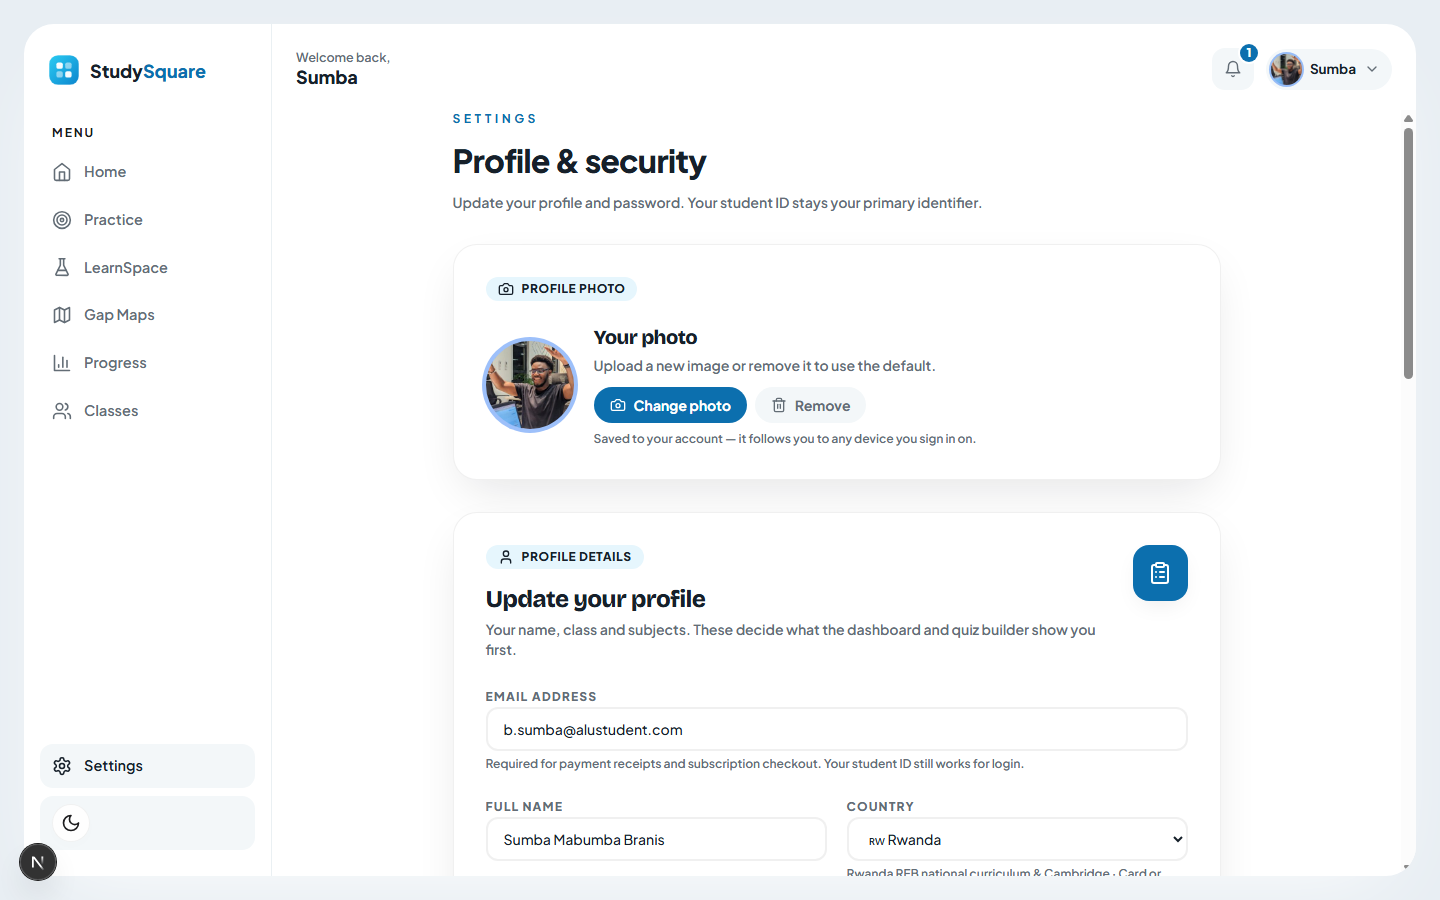 StudySquare
MENU
Home
Practice
LearnSpace
Gap Maps
Progress
Classes
Settings
N
Welcome back,
Sumba
1
Sumba
SETTINGS
Profile & security
Update your profile and password. Your student ID stays your primary identifier.
PROFILE PHOTO
Your photo
Upload a new image or remove it to use the default.
Change photo
Remove
Saved to your account — it follows you to any device you sign in on.
PROFILE DETAILS
Update your profile
Your name, class and subjects. These decide what the dashboard and quiz builder show you
first.
EMAIL ADDRESS
b.sumba@alustudent.com
Required for payment receipts and subscription checkout. Your student ID still works for login.
FULL NAME
Sumba Mabumba Branis
COUNTRY
RW Rwanda
Rwanda REB national curriculum & Cambridge · Card or